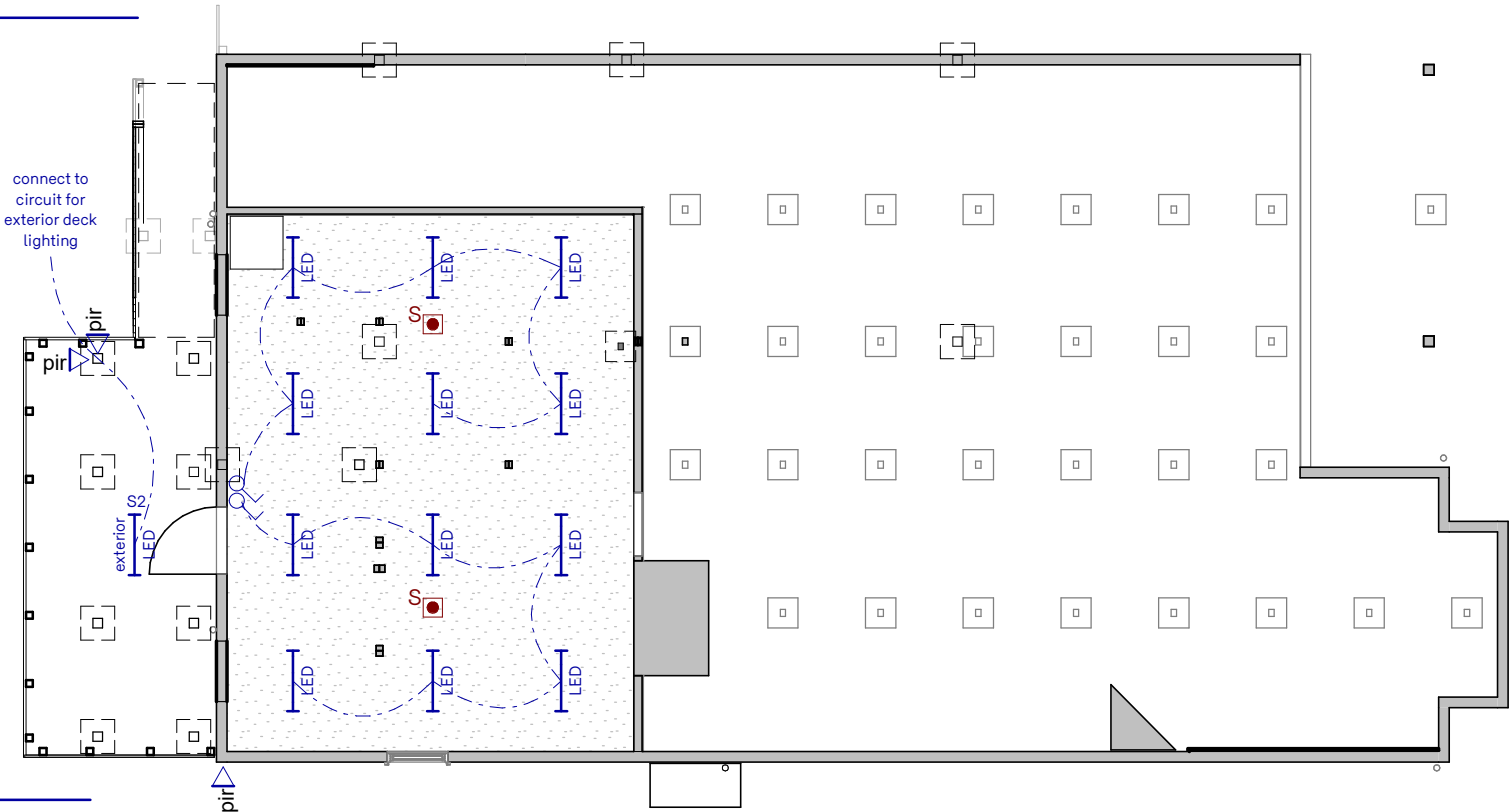 connect to
circuit for
exterior deck
lighting
pir
pir
LED
LED
LED
S
LED
LED
LED
S2
exterior
LED
LED
LED
LED
S
LED
LED
LED
pir